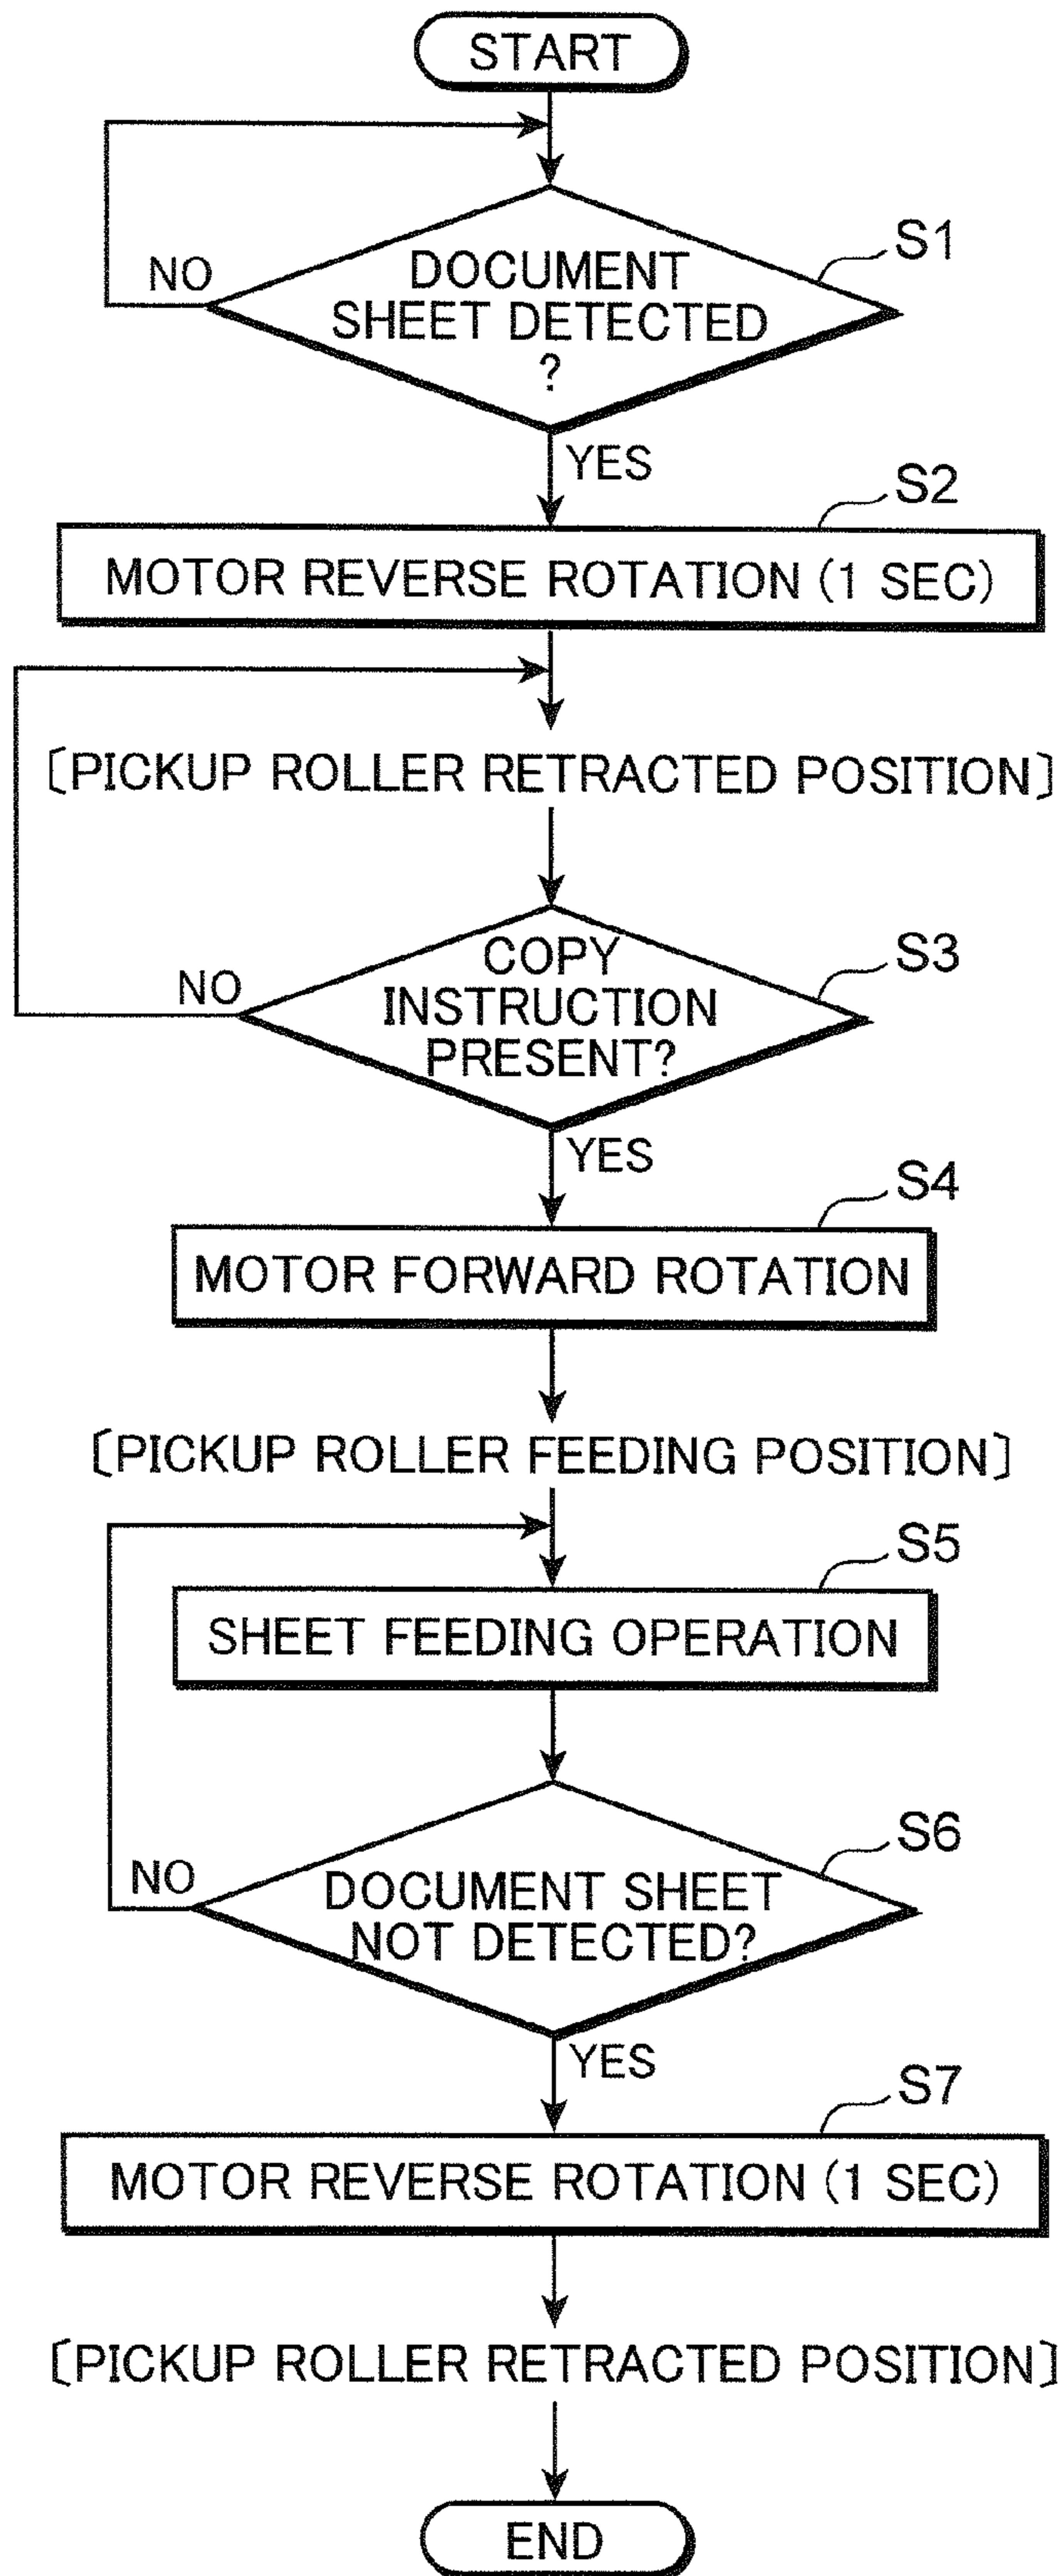 START
S1
NO
DOCUMENT
SHEET DETECTED
?
YES
S2
MOTOR REVERSE ROTATION (1 SEC)
〔PICKUP ROLLER RETRACTED POSITION〕
S3
NO
COPY
INSTRUCTION
PRESENT?
YES
S4
MOTOR FORWARD ROTATION
〔PICKUP ROLLER FEEDING POSITION〕
S5
SHEET FEEDING OPERATION
S6
NO
DOCUMENT SHEET
NOT DETECTED?
YES
S7
MOTOR REVERSE ROTATION (1 SEC)
〔PICKUP ROLLER RETRACTED POSITION〕
END